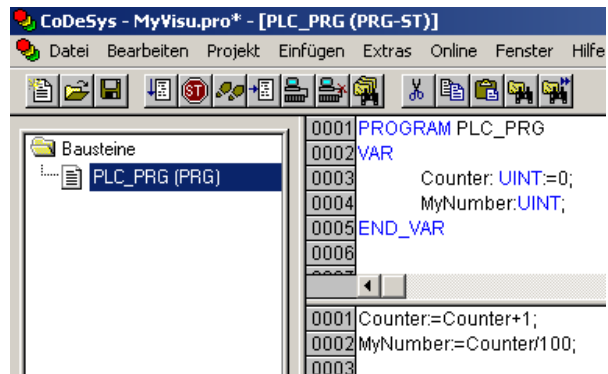 CoDeSys - MyVisu.pro* - [PLC_PRG (PRG-ST)]
Datei Bearbeiten Projekt Einfügen Extras Online Fenster Hilfe
STOP
Bausteine
PLC_PRG (PRG)
0001 PROGRAM PLC_PRG
0002 VAR
0003 Counter: UINT:=0;
0004 MyNumber:UINT;
0005 END_VAR
0006
0007
0001 Counter:=Counter+1;
0002 MyNumber:=Counter/100;
0003